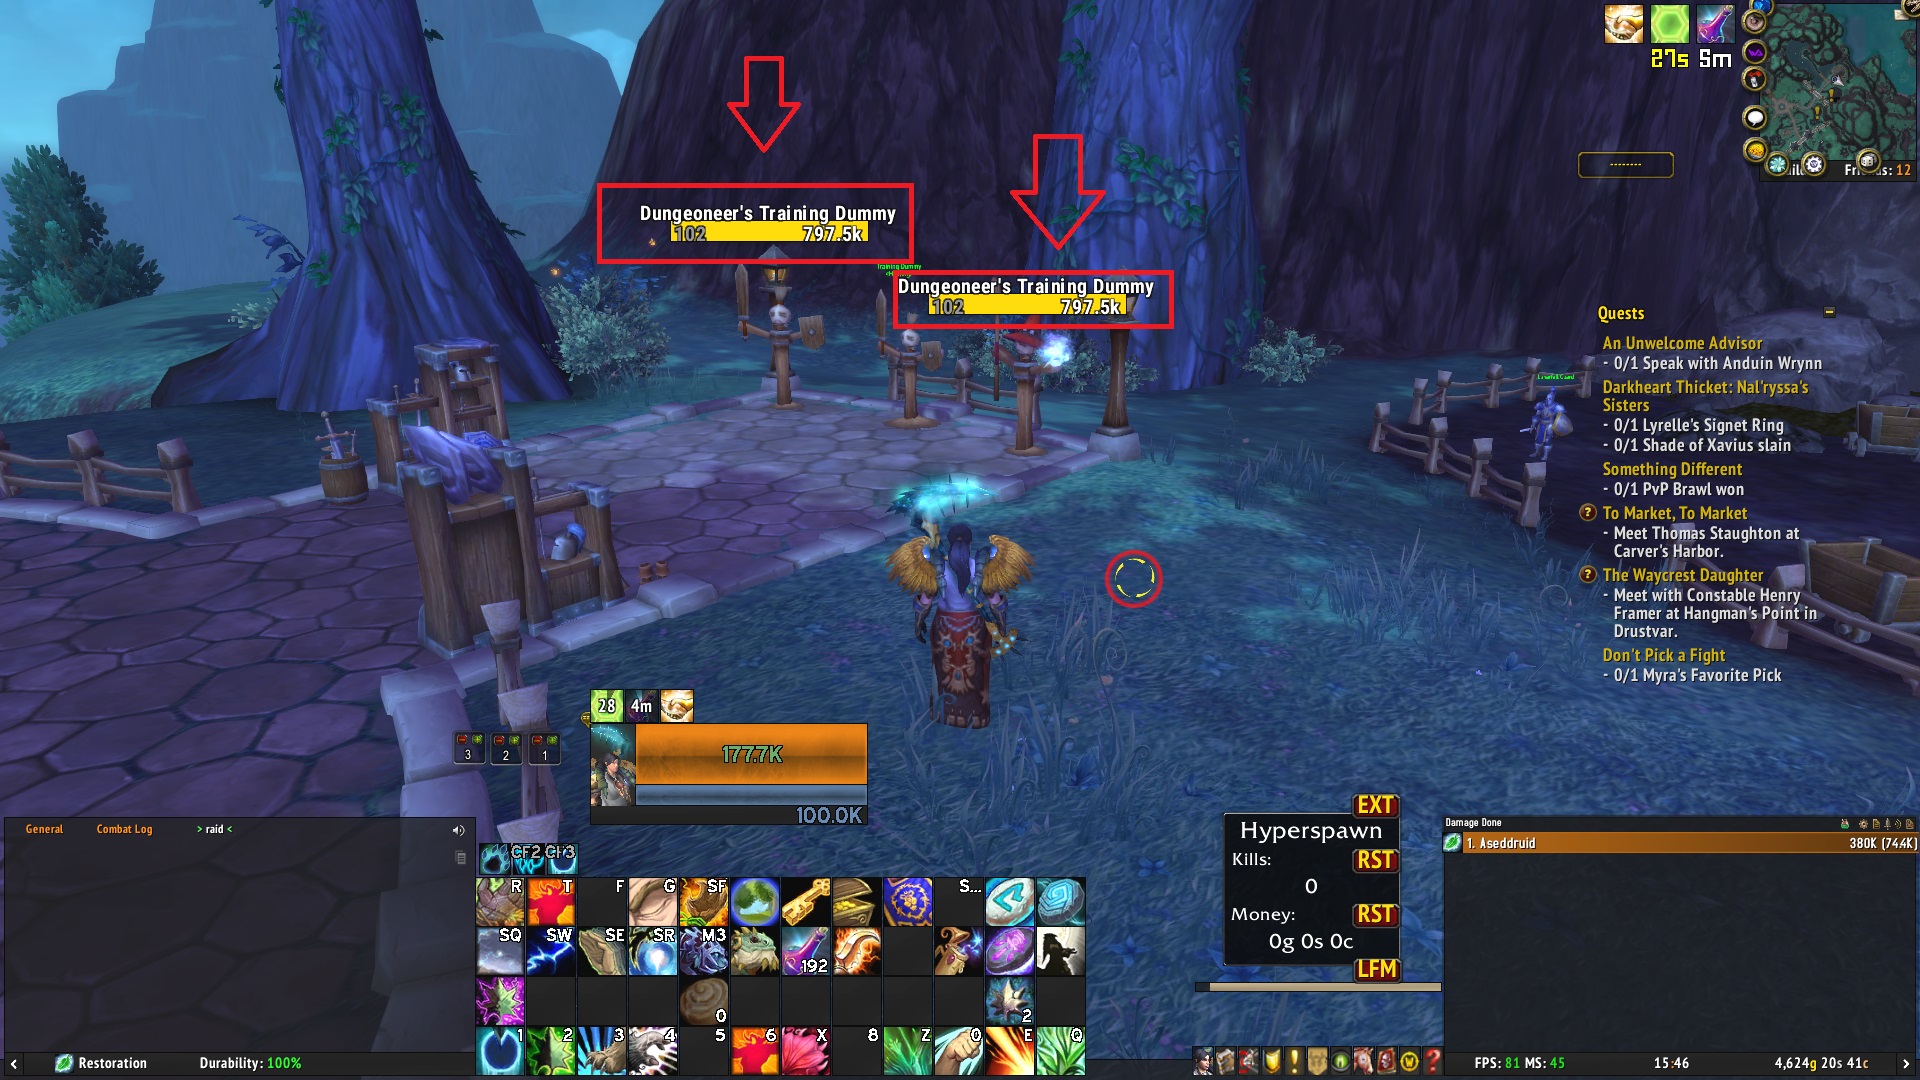 27s 5m
--------
12
Dungeoneer's Training Dummy
102 797.5k
Training Dummy
Dungeoneer's Training Dummy
102 797.5k
Quests
An Unwelcome Advisor
- 0/1 Speak with Anduin Wrynn
Darkheart Thicket: Nal'ryssa's
Sisters
- 0/1 Lyrelle's Signet Ring
- 0/1 Shade of Xavius slain
Something Different
- 0/1 PvP Brawl won
? To Market, To Market
- Meet Thomas Staughton at
Carver's Harbor.
? The Waycrest Daughter
- Meet with Constable Henry
Framer at Hangman's Point in
Drustvar.
Don't Pick a Fight
- 0/1 Myra's Favorite Pick
28 4m
3 2 1
177.7K
100.0K
General Combat Log > raid <
CF2 CF3
R T F G SF S...
SQ SW SE SR M3 192
0 2
1 2 3 4 5 6 X 8 Z 0 E Q
EXT
Hyperspawn
Kills: RST
0
Money: RST
0g 0s 0c
LFM
Damage Done
1. Aseddruid 380K (74.4K)
Restoration Durability: 100%
FPS: 81 MS: 45 15:46 4,624g 20s 41c